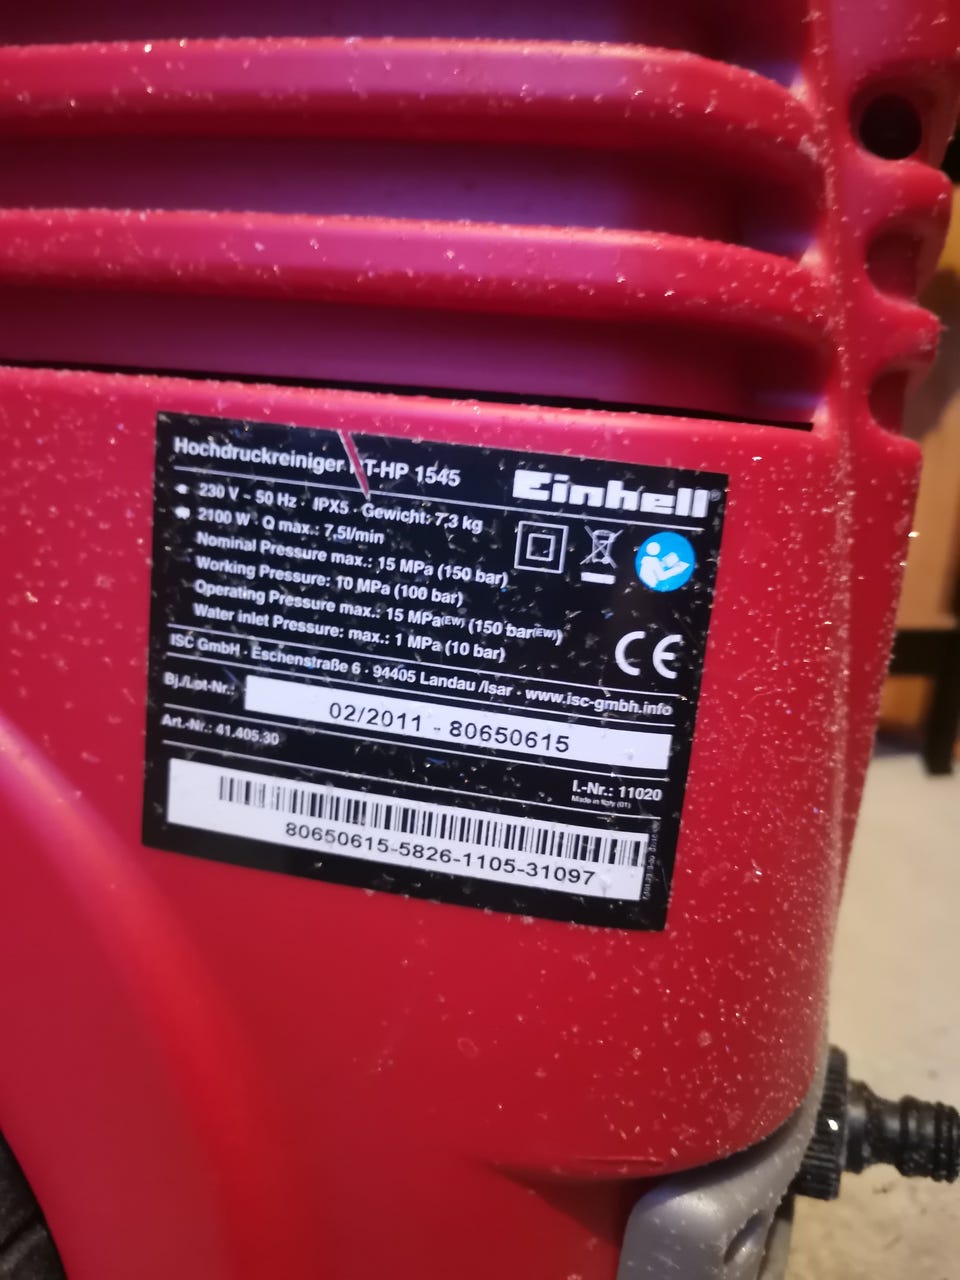 Hochdruckreiniger T-HP 1545
Einhell®
230 V ~ 50 Hz · IPX5 · Gewicht: 7,3 kg
2100 W · Q max.: 7,5l/min
Nominal Pressure max.: 15 MPa (150 bar)
Working Pressure: 10 MPa (100 bar)
Operating Pressure max.: 15 MPa(EW) (150 bar(EW))
Water inlet Pressure: max.: 1 MPa (10 bar)
CE
ISC GmbH · Eschenstraße 6 · 94405 Landau /Isar · www.isc-gmbh.info
Bj./Lot-Nr.: 02/2011 - 80650615
Art.-Nr.: 41.405.30
I.-Nr.: 11020
Made in Italy (01)
80650615-5826-1105-31097